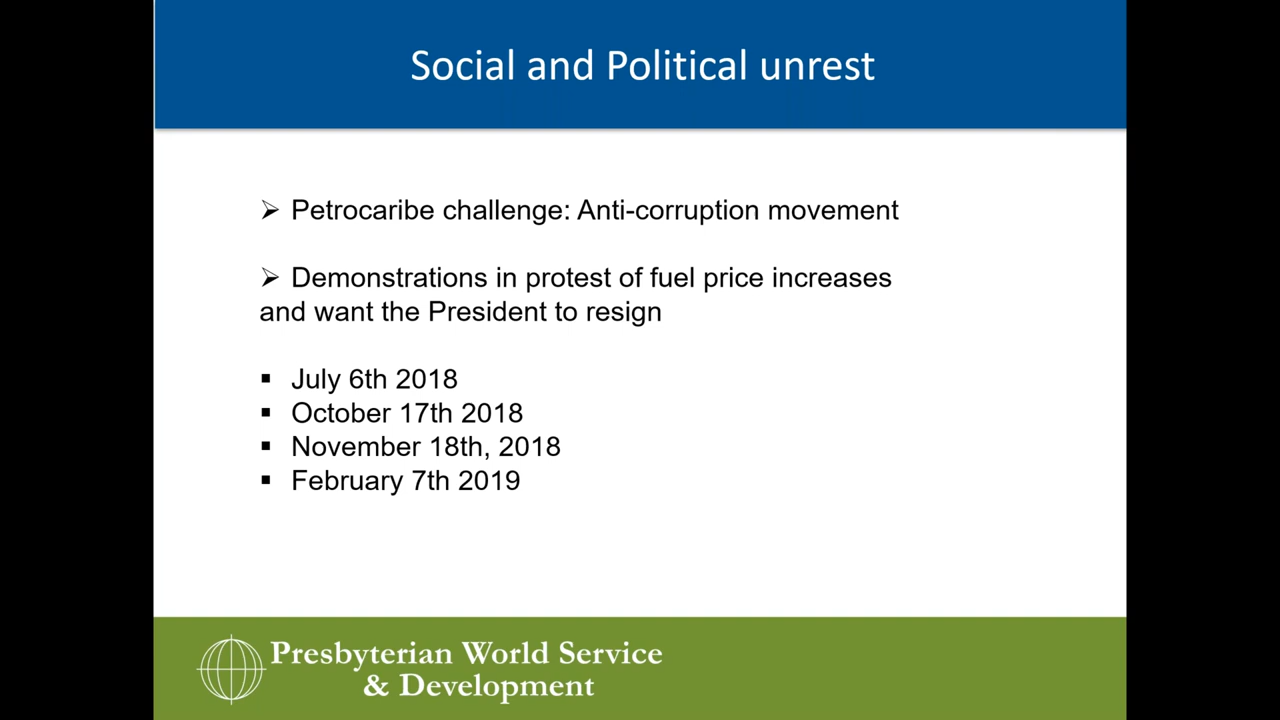 Social and Political unrest
➢ Petrocaribe challenge: Anti-corruption movement
➢ Demonstrations in protest of fuel price increases
and want the President to resign
▪ July 6th 2018
▪ October 17th 2018
▪ November 18th, 2018
▪ February 7th 2019
Presbyterian World Service
& Development